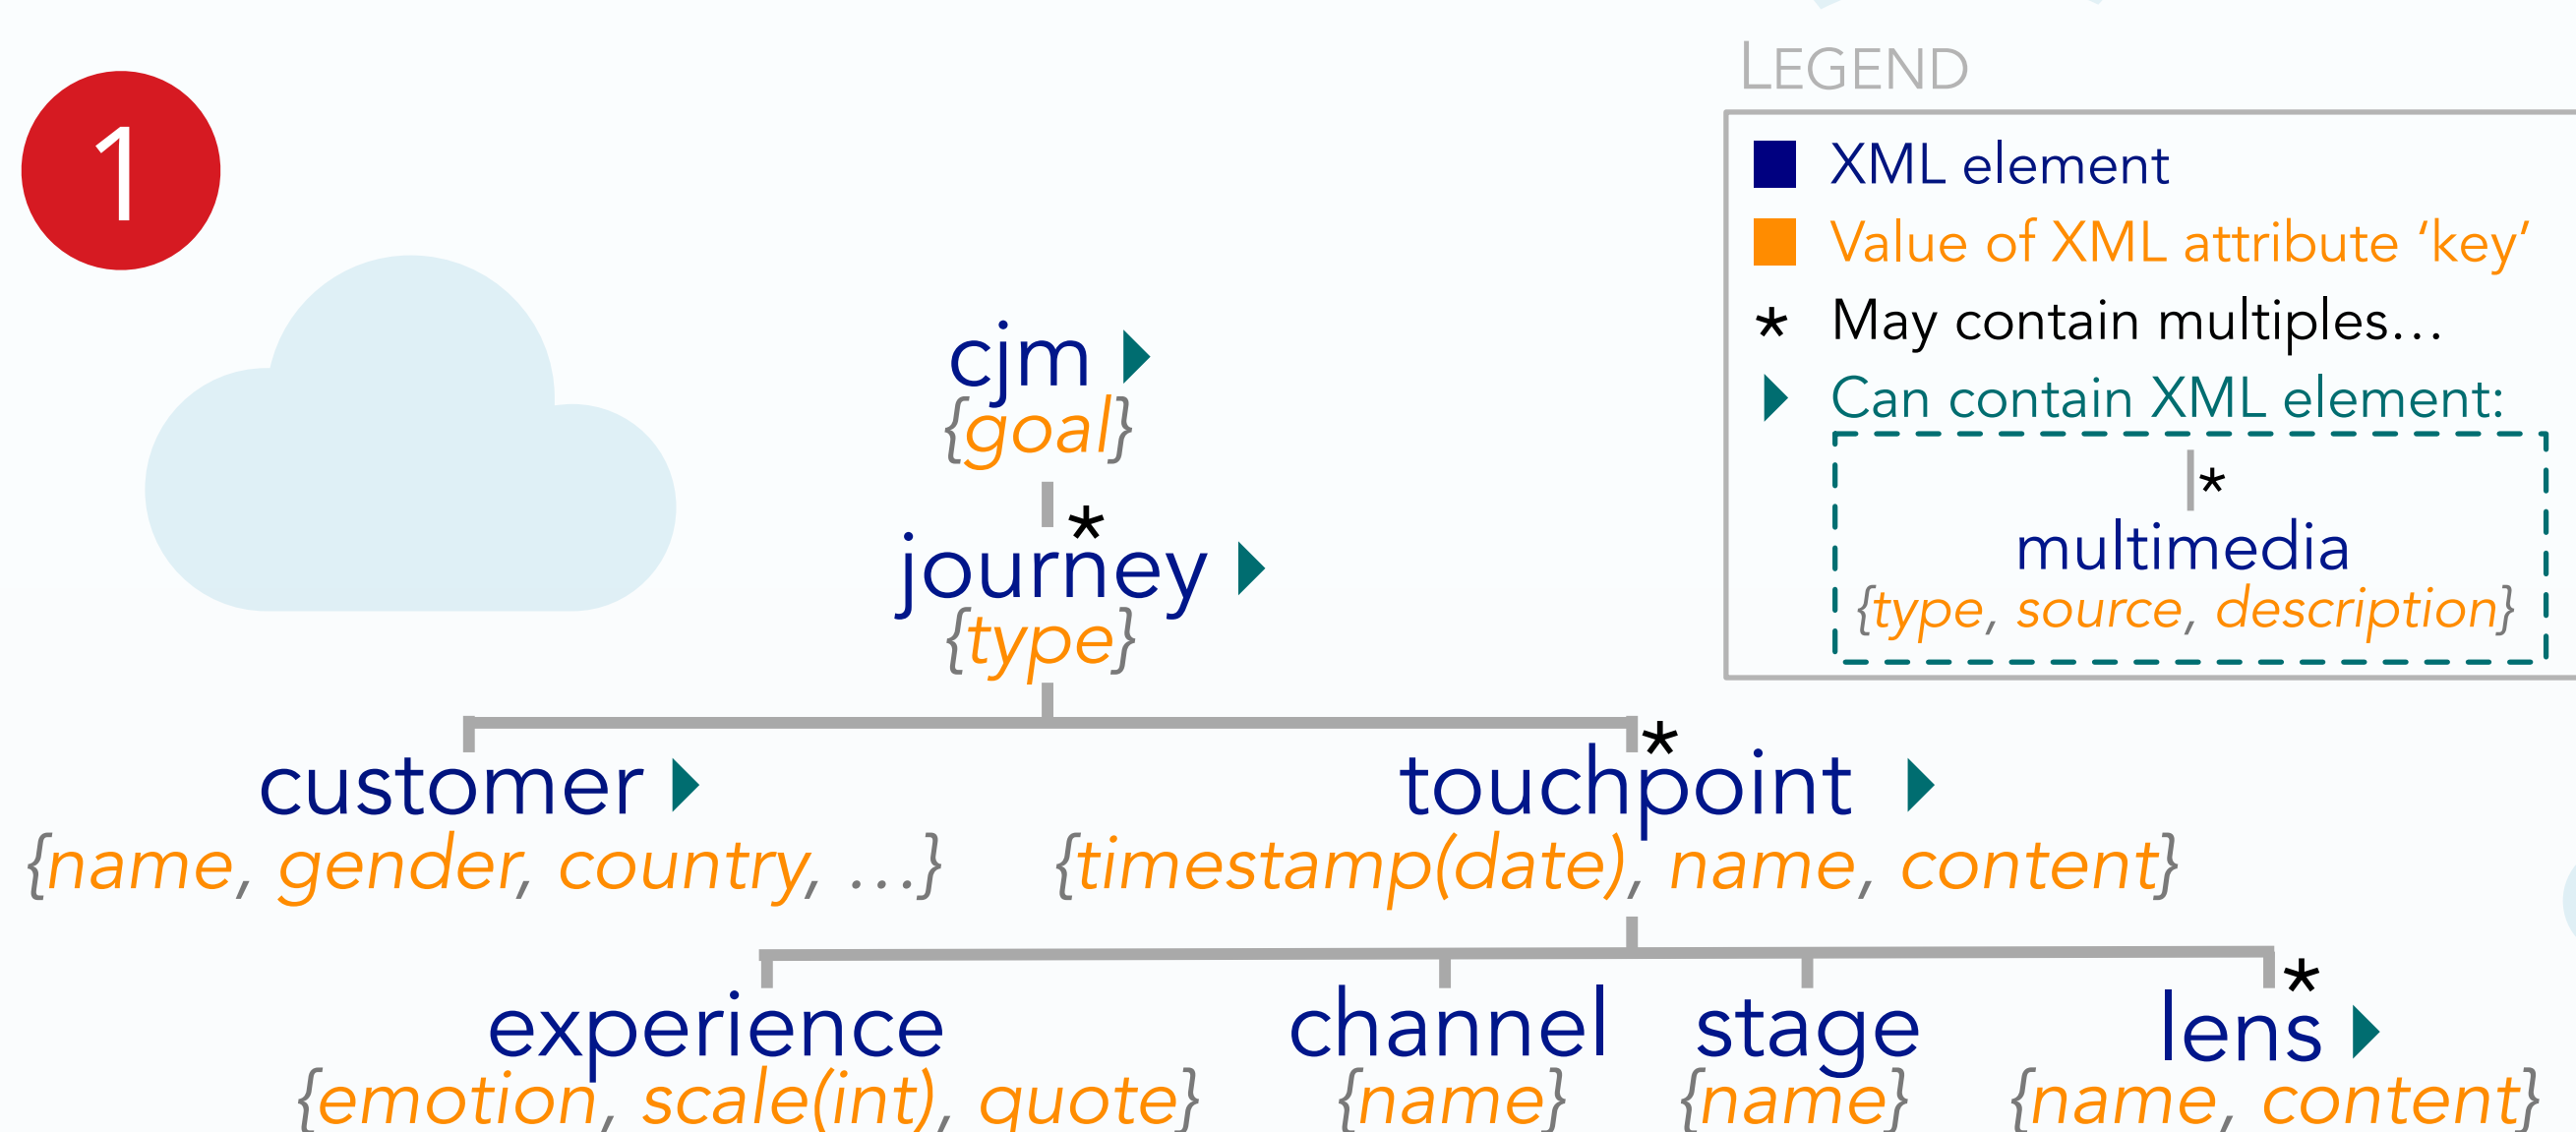 1
LEGEND
XML element
Value of XML attribute ‘key’
* May contain multiples…
Can contain XML element:
*
multimedia
{type, source, description}
cjm
{goal}
*
journey
{type}
customer
{name, gender, country, …}
*
touchpoint
{timestamp(date), name, content}
experience
{emotion, scale(int), quote}
channel
{name}
stage
{name}
*
lens
{name, content}